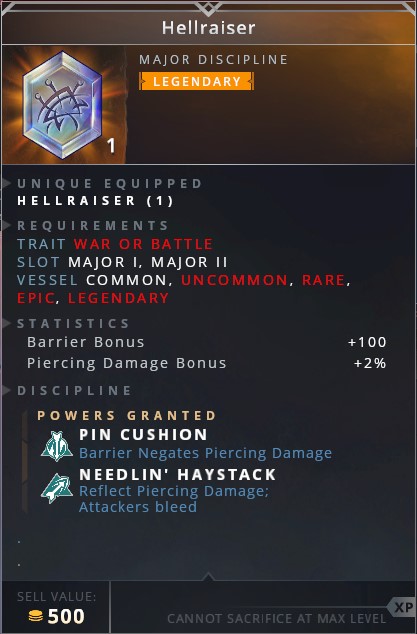 Hellraiser
MAJOR DISCIPLINE
LEGENDARY
1
UNIQUE EQUIPPED
HELLRAISER (1)
REQUIREMENTS
TRAIT WAR OR BATTLE
SLOT MAJOR I, MAJOR II
VESSEL COMMON, UNCOMMON, RARE,
EPIC, LEGENDARY
STATISTICS
Barrier Bonus +100
Piercing Damage Bonus +2%
DISCIPLINE
POWERS GRANTED
PIN CUSHION
Barrier Negates Piercing Damage
NEEDLIN' HAYSTACK
Reflect Piercing Damage;
Attackers bleed
.
.
SELL VALUE:
500
XP
CANNOT SACRIFICE AT MAX LEVEL